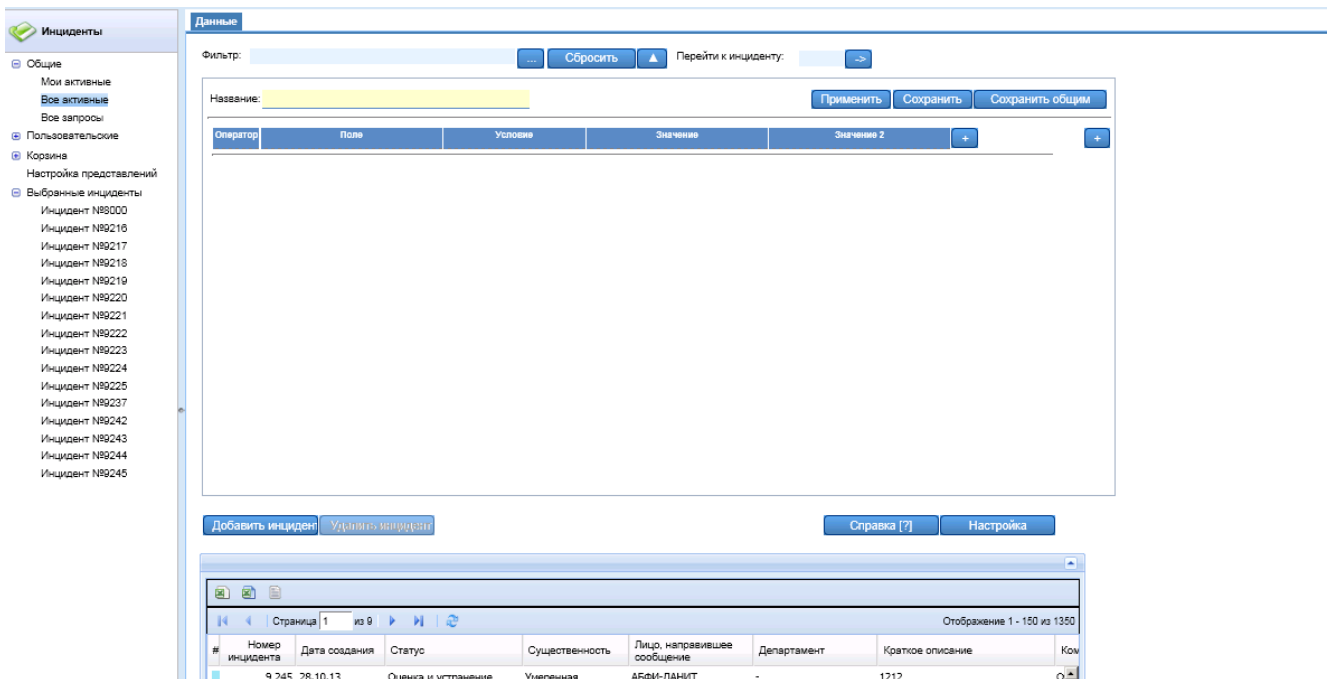 Инциденты
Общие
Мои активные
Все активные
Все запросы
Пользовательские
Корзина
Настройка представлений
Выбранные инциденты
Инцидент №8000
Инцидент №9216
Инцидент №9217
Инцидент №9218
Инцидент №9219
Инцидент №9220
Инцидент №9221
Инцидент №9222
Инцидент №9223
Инцидент №9224
Инцидент №9225
Инцидент №9237
Инцидент №9242
Инцидент №9243
Инцидент №9244
Инцидент №9245
Данные
Фильтр: ... Сбросить ▲ Перейти к инциденту: ->
Название: Применить Сохранить Сохранить общим
Оператор Поле Условие Значение Значение 2 + +
Добавить инцидент Удалить инцидент Справка [?] Настройка
Страница 1 из 9 Отображение 1 - 150 из 1350
# Номер инцидента Дата создания Статус Существенность Лицо, направившее сообщение Департамент Краткое описание Ком
9 245 28-10-13 Оценка и устранение Умеренная АБФИ-ЛАНИТ - 1212